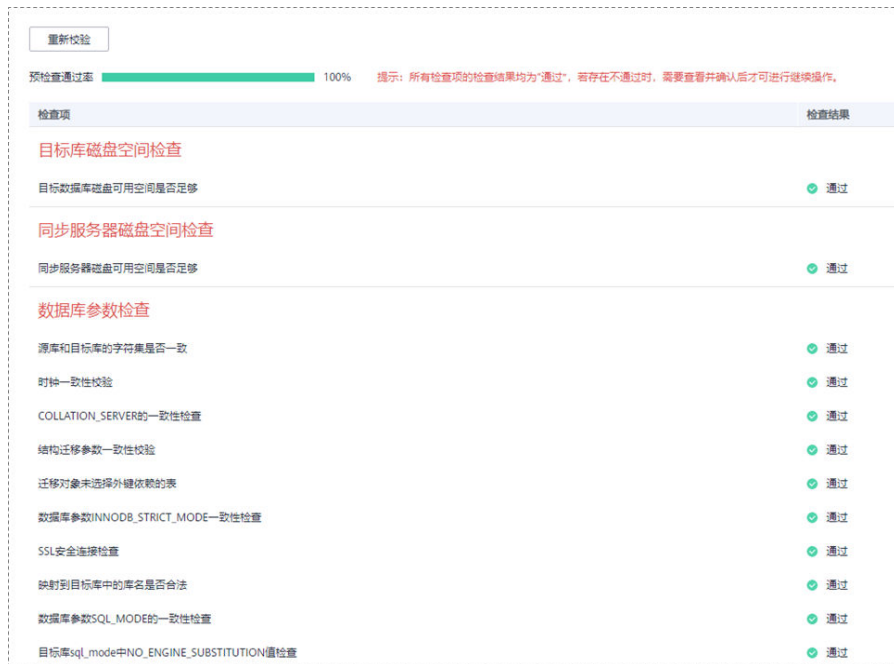 重新校验
预检查通过率 100% 提示：所有检查项的检查结果均为“通过”，若存在不通过时，需要查看并确认后才可进行继续操作。
检查项 检查结果
目标库磁盘空间检查
目标数据库磁盘可用空间是否足够 通过
同步服务器磁盘空间检查
同步服务器磁盘可用空间是否足够 通过
数据库参数检查
源库和目标库的字符集是否一致 通过
时钟一致性校验 通过
COLLATION_SERVER的一致性检查 通过
结构迁移参数一致性校验 通过
迁移对象未选择外键依赖的表 通过
数据库参数INNODB_STRICT_MODE一致性检查 通过
SSL安全连接检查 通过
映射到目标库中的库名是否合法 通过
数据库参数SQL_MODE的一致性检查 通过
目标库sql_mode中NO_ENGINE_SUBSTITUTION值检查 通过